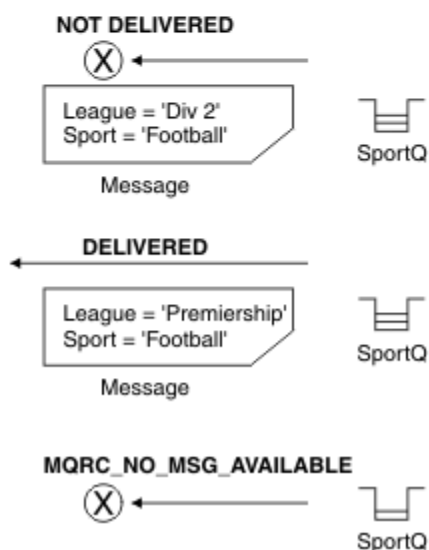 NOT DELIVERED
X
League = 'Div 2'
Sport = 'Football'
SportQ
Message
DELIVERED
League = 'Premiership'
Sport = 'Football'
SportQ
Message
MQRC_NO_MSG_AVAILABLE
X
SportQ